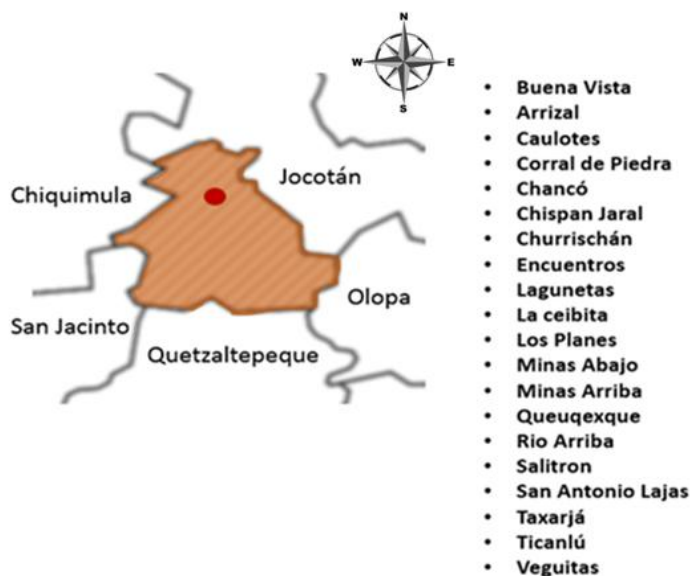 N
W E
S
Jocotán
Chiquimula
Olopa
San Jacinto
Quetzaltepeque
• Buena Vista
• Arrizal
• Caulotes
• Corral de Piedra
• Chancó
• Chispan Jaral
• Churrischán
• Encuentros
• Lagunetas
• La ceibita
• Los Planes
• Minas Abajo
• Minas Arriba
• Queuqexque
• Rio Arriba
• Salitron
• San Antonio Lajas
• Taxarjá
• Ticanlú
• Veguitas